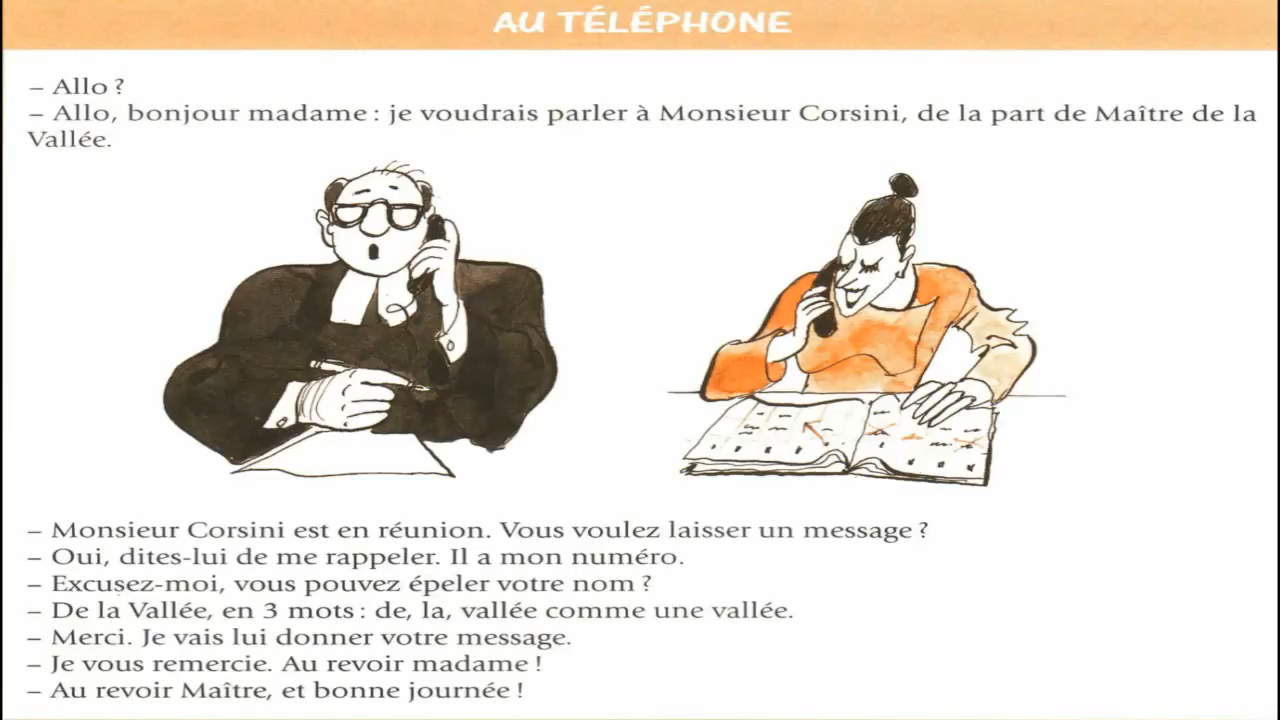 AU TÉLÉPHONE
– Allo ?
– Allo, bonjour madame : je voudrais parler à Monsieur Corsini, de la part de Maître de la
Vallée.
– Monsieur Corsini est en réunion. Vous voulez laisser un message ?
– Oui, dites-lui de me rappeler. Il a mon numéro.
– Excusez-moi, vous pouvez épeler votre nom ?
– De la Vallée, en 3 mots : de, la, vallée comme une vallée.
– Merci. Je vais lui donner votre message.
– Je vous remercie. Au revoir madame !
– Au revoir Maître, et bonne journée !